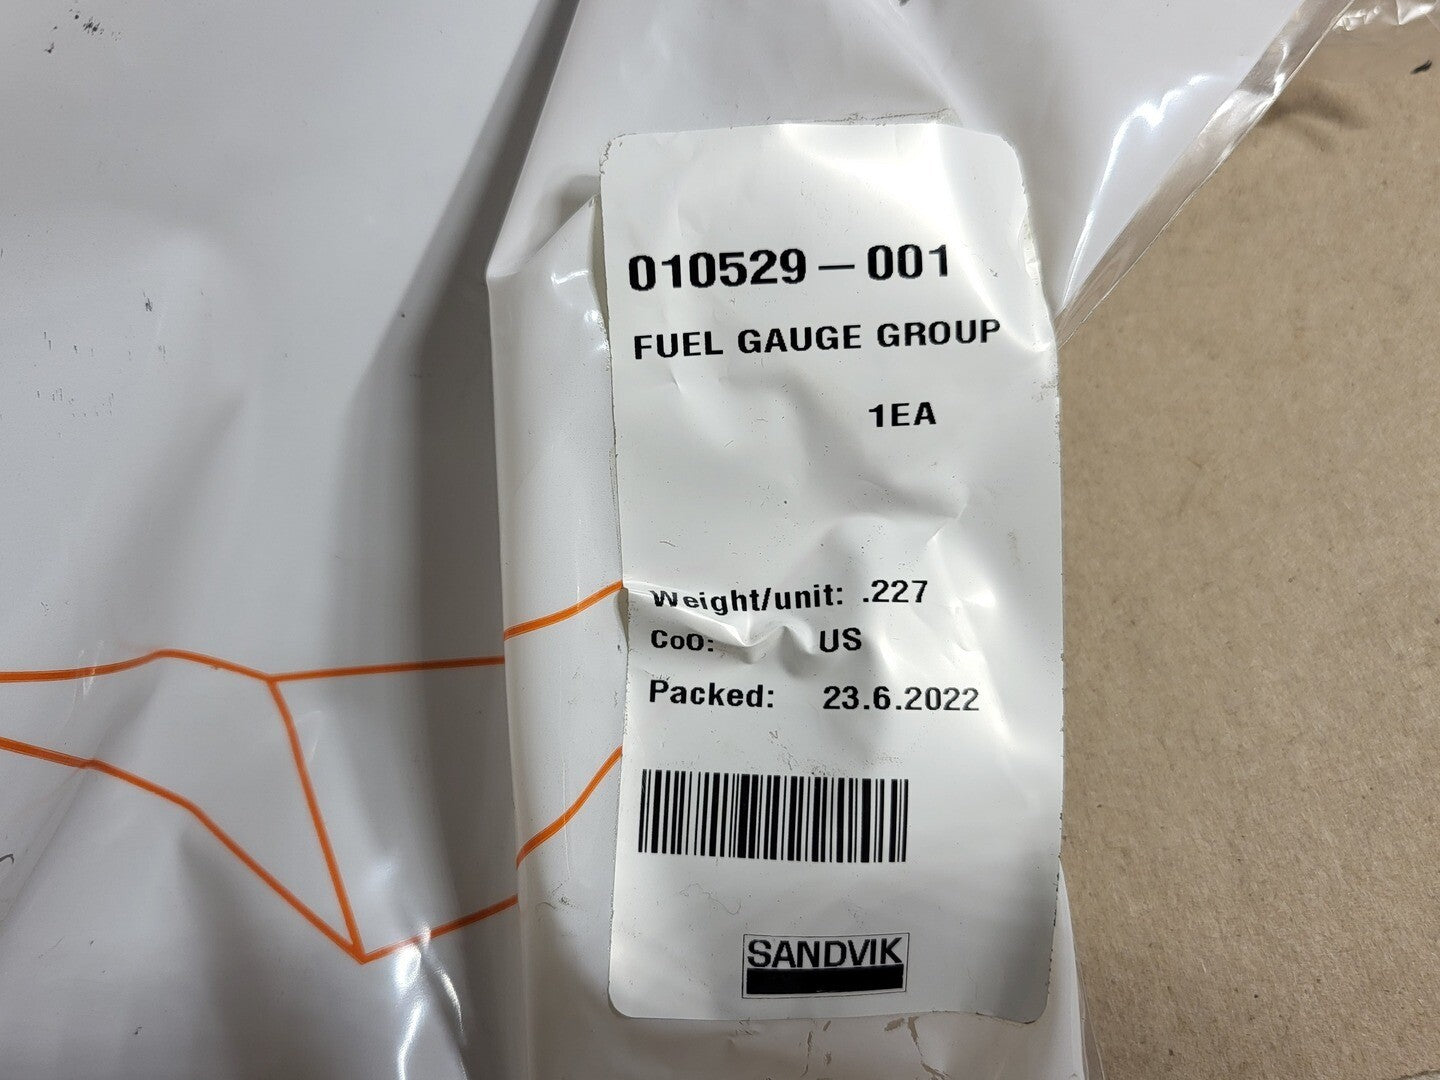 010529-001
FUEL GAUGE GROUP
1EA
Weight/unit: .227
CoO: US
Packed: 23.6.2022
SANDVIK